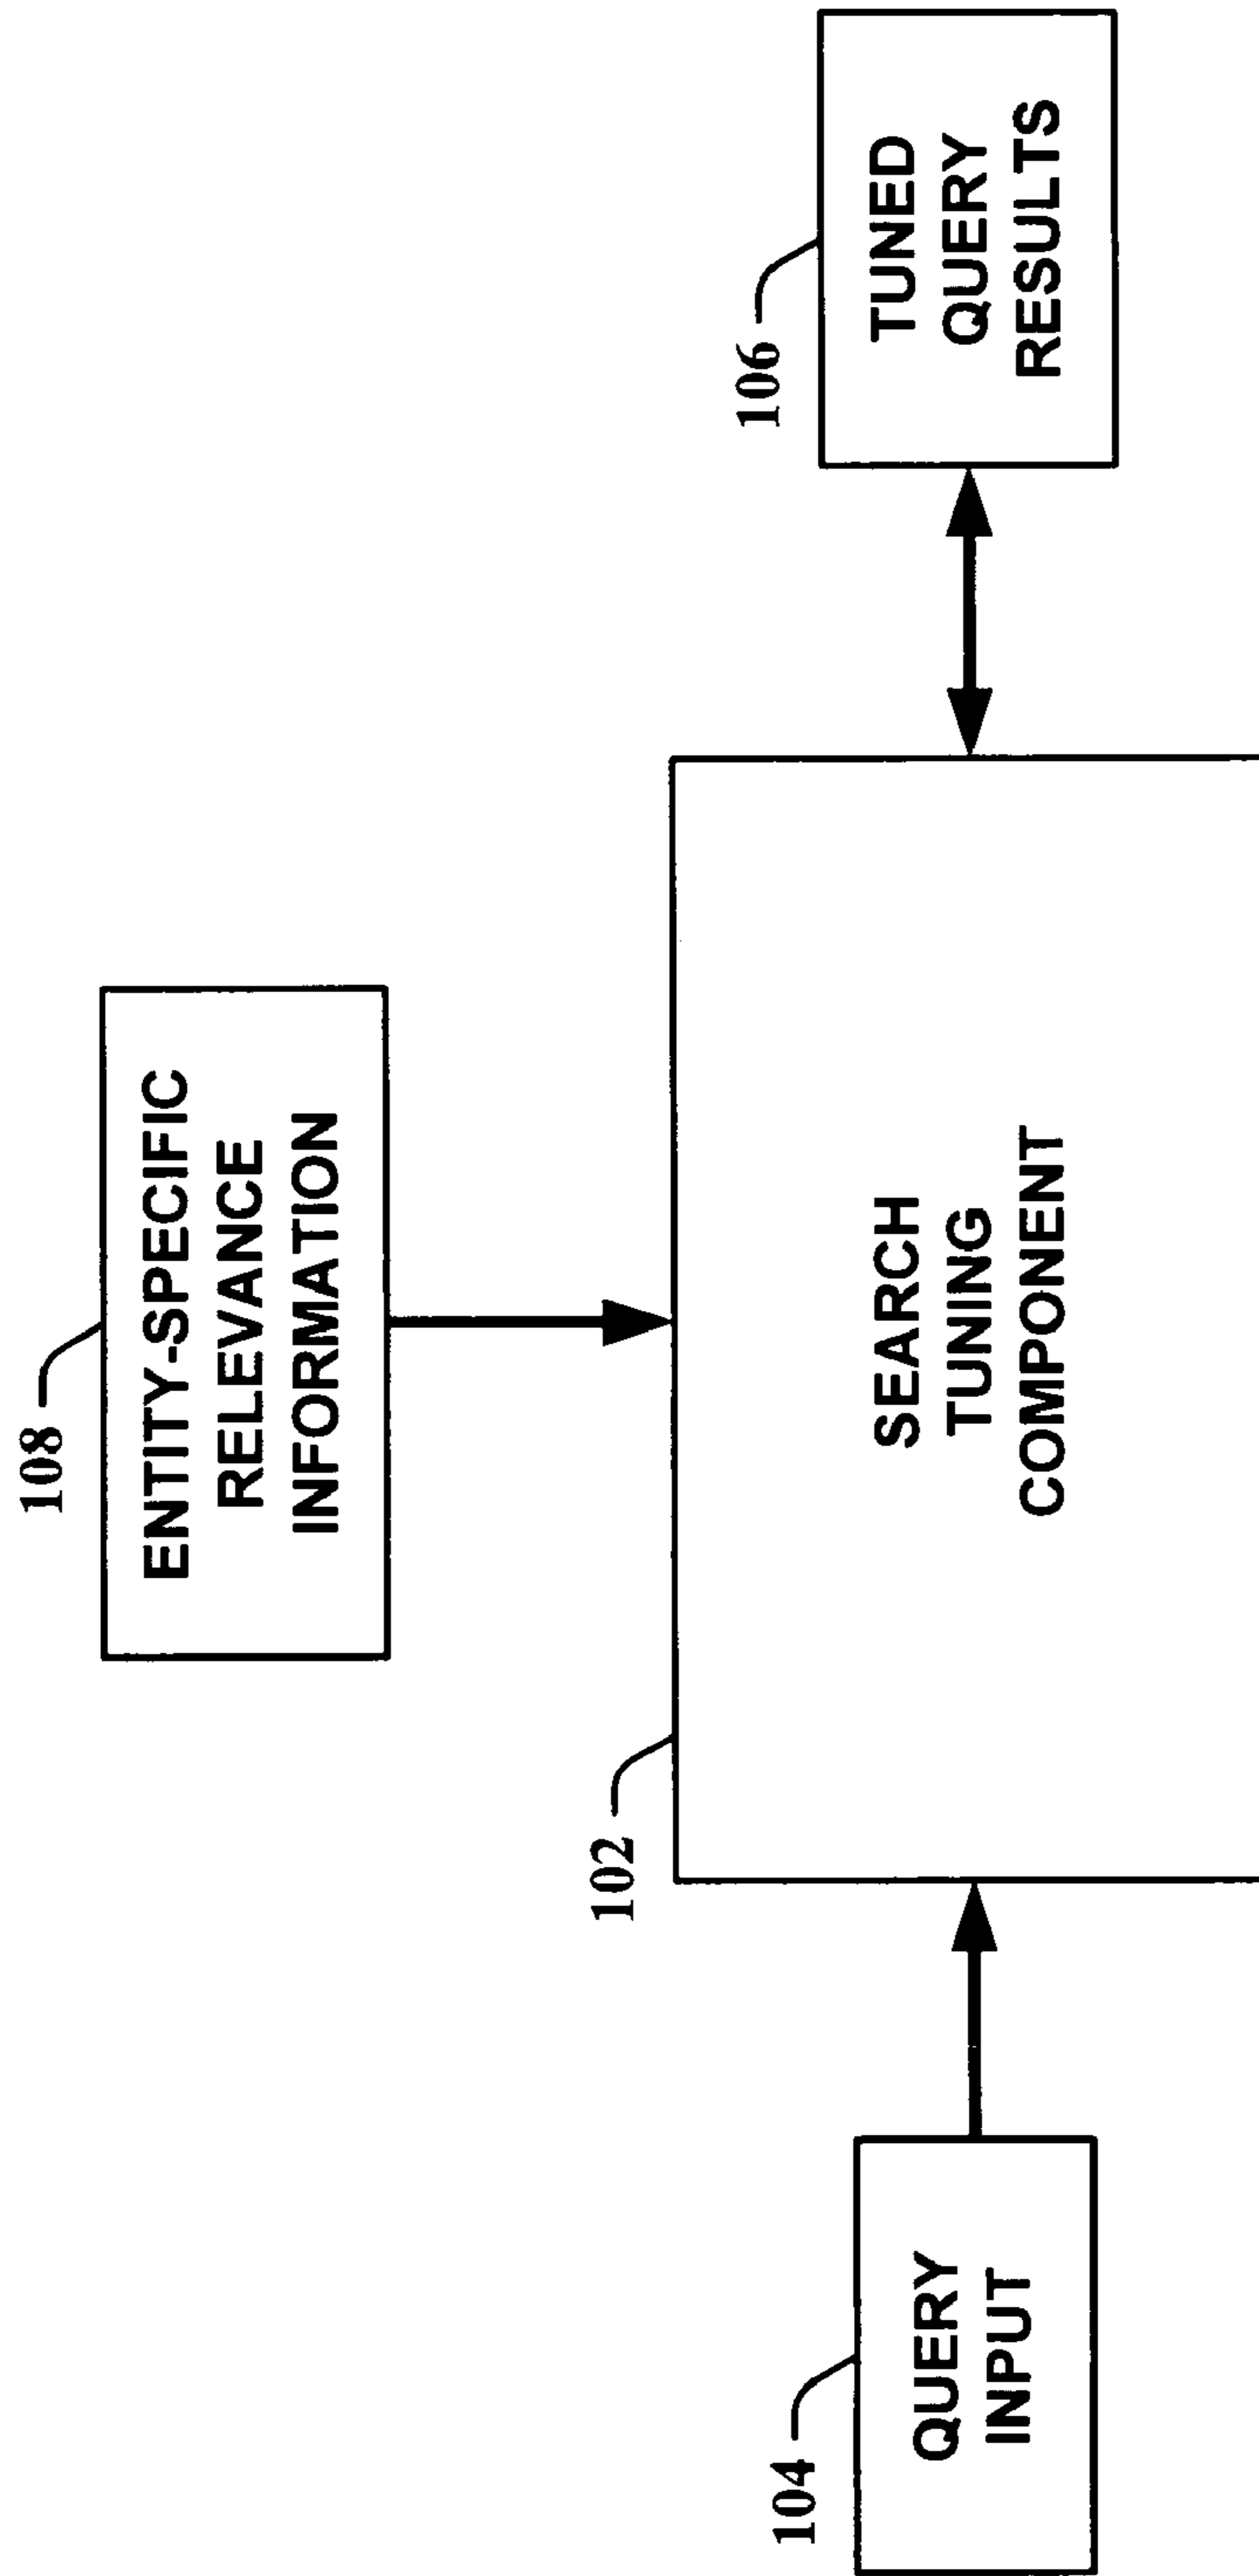 108
ENTITY-SPECIFIC
RELEVANCE
INFORMATION
102
SEARCH
TUNING
COMPONENT
104
QUERY
INPUT
106
TUNED
QUERY
RESULTS